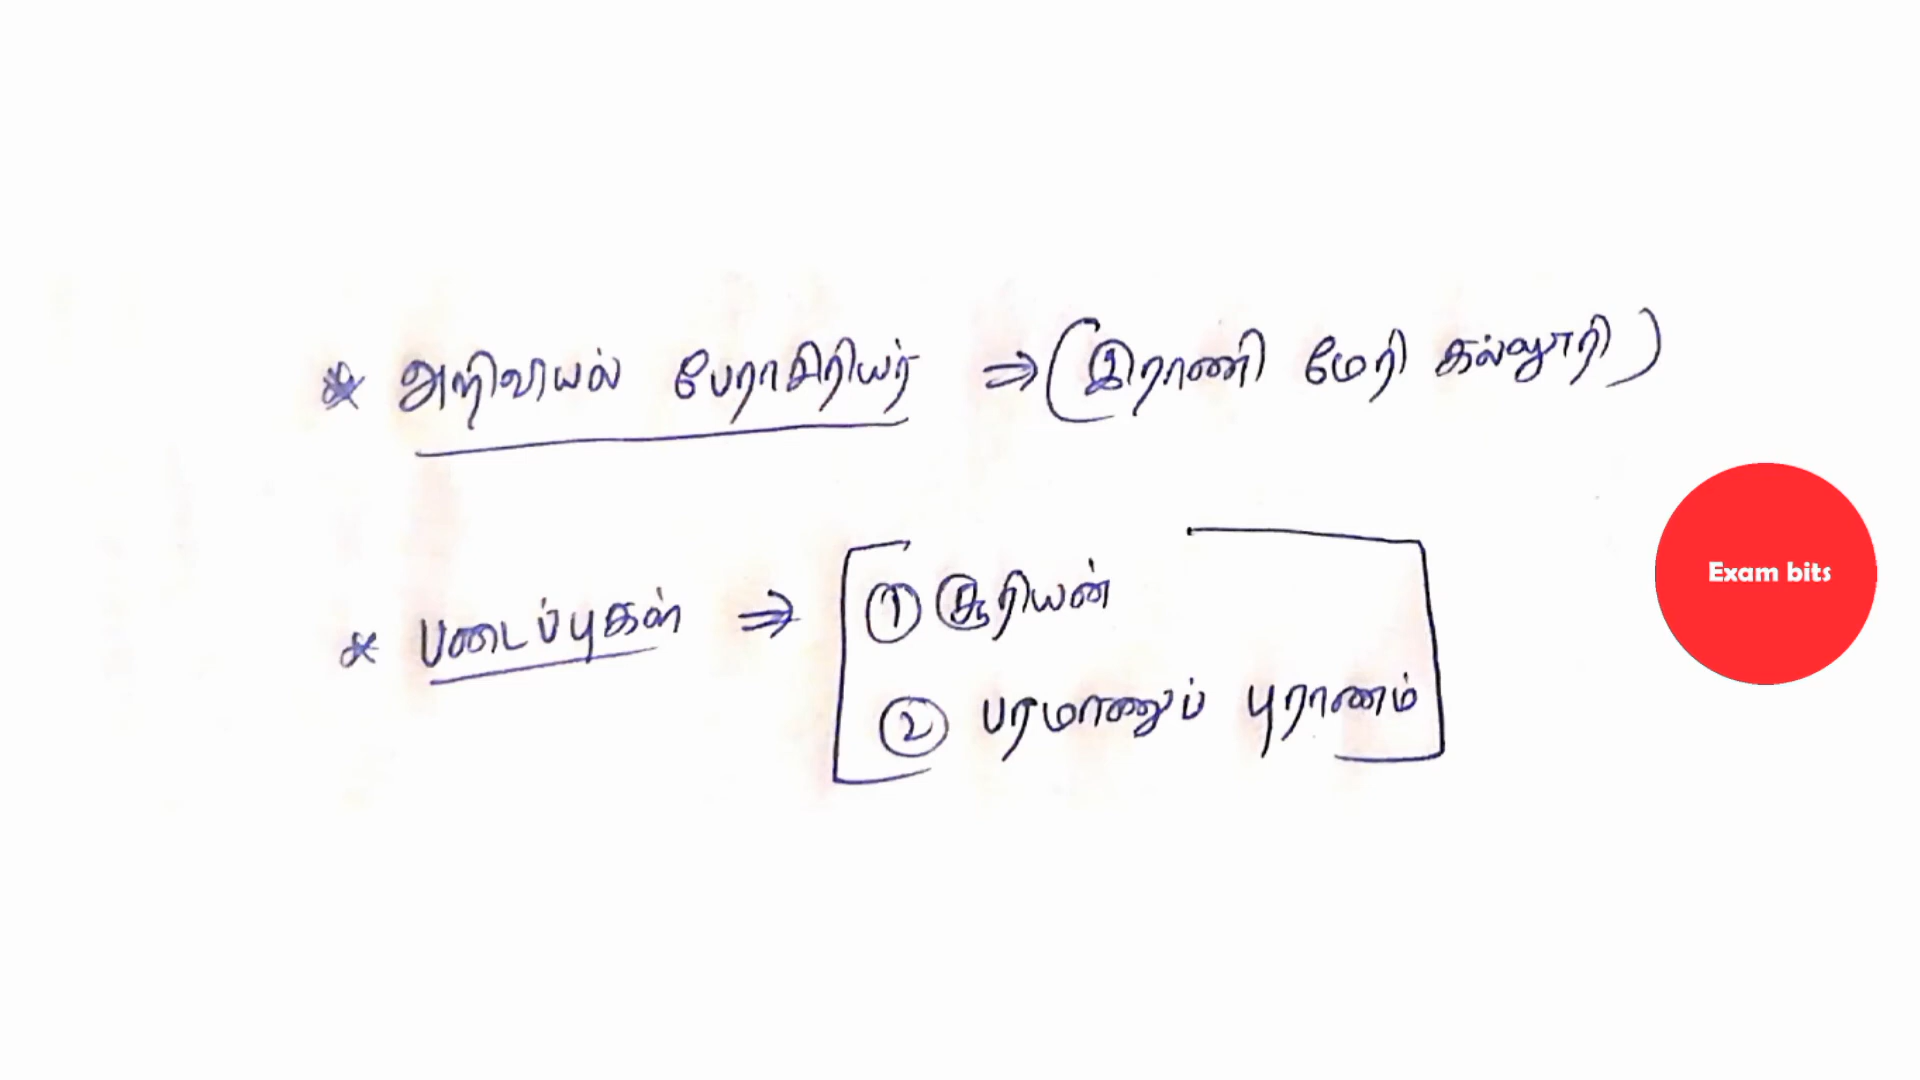 * அறிவியல் பேராசிரியர் ⇒ (இராணி மேரி கல்லூரி)
* படைப்புகள் ⇒ ① சூரியன்
② பரமாணுப் புராணம்
Exam bits